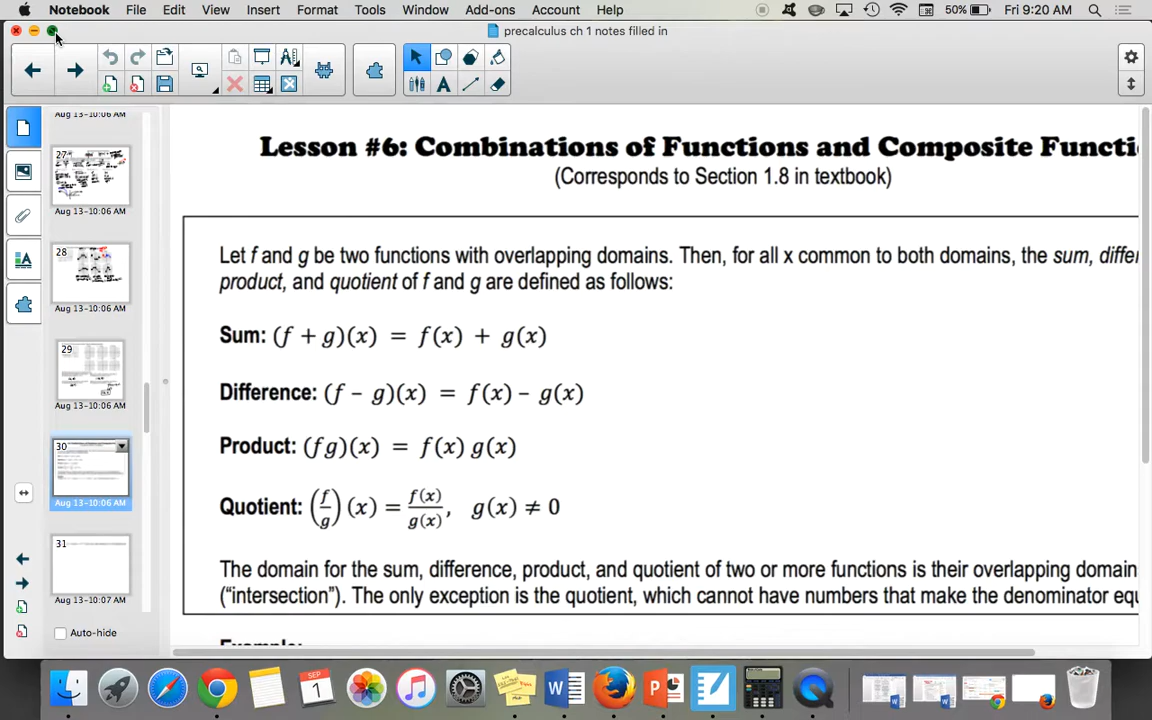 Notebook File Edit View Insert Format Tools Window Add-ons Account Help 50% Fri 9:20 AM
precalculus ch 1 notes filled in
Aug 13-10:06 AM
27
Aug 13-10:06 AM
28
Aug 13-10:06 AM
29
Aug 13-10:06 AM
30
Aug 13-10:06 AM
31
Aug 13-10:07 AM
Auto-hide
Lesson #6: Combinations of Functions and Composite Functi
(Corresponds to Section 1.8 in textbook)
Let f and g be two functions with overlapping domains. Then, for all x common to both domains, the sum, differ
product, and quotient of f and g are defined as follows:
Sum: (f + g)(x) = f(x) + g(x)
Difference: (f – g)(x) = f(x) – g(x)
Product: (fg)(x) = f(x) g(x)
Quotient: (f/g)(x) = f(x)/g(x), g(x) ≠ 0
The domain for the sum, difference, product, and quotient of two or more functions is their overlapping domain
(“intersection”). The only exception is the quotient, which cannot have numbers that make the denominator equ
Example:
SEP
1